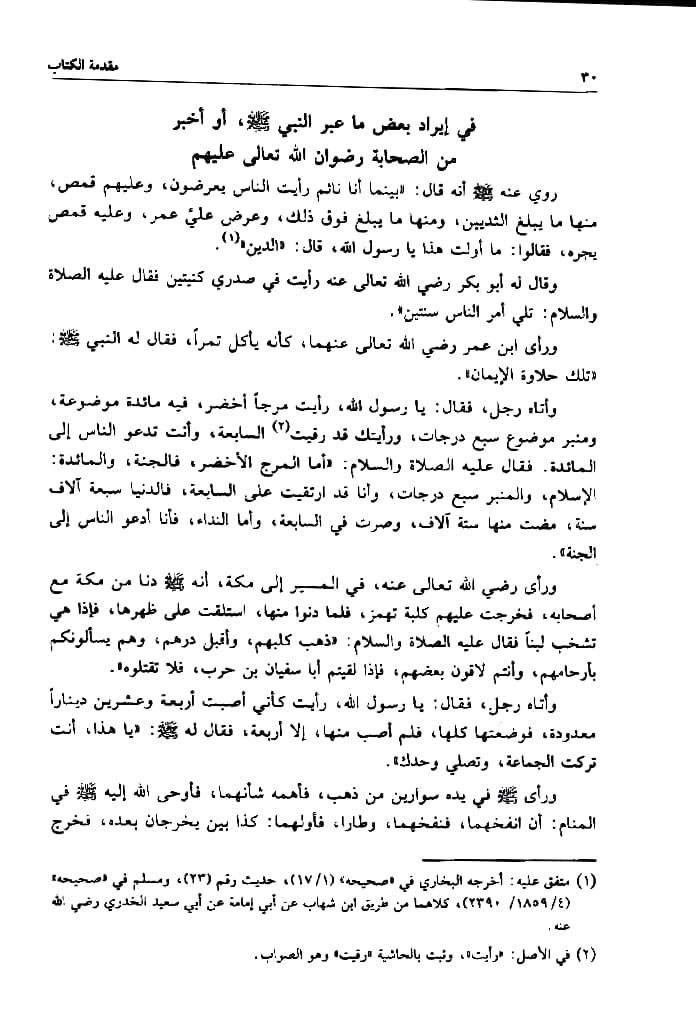 ٣٠ مقدمة الكتاب
في إيراد بعض ما عبر النبي ﷺ، أو أخبر
من الصحابة رضوان الله تعالى عليهم
روي عنه ﷺ أنه قال: «بينما أنا نائم رأيت الناس يعرضون، وعليهم قمص،
منها ما يبلغ الثديين، ومنها ما يبلغ فوق ذلك، وعرض عليّ عمر، وعليه قمص
يجره، فقالوا: ما أولت هذا يا رسول الله، قال: «الدين»(١).
وقال له أبو بكر رضي الله تعالى عنه رأيت في صدري كنيتين فقال عليه الصلاة
والسلام: تلي أمر الناس سنتين».
ورأى ابن عمر رضي الله تعالى عنهما، كأنه يأكل تمراً، فقال له النبي ﷺ:
«تلك حلاوة الإيمان».
وأتاه رجل، فقال: يا رسول الله، رأيت مرجاً أخضر، فيه مائدة موضوعة،
ومنبر موضوع سبع درجات، ورأيتك قد رقيت(٢) السابعة، وأنت تدعو الناس إلى
المائدة. فقال عليه الصلاة والسلام: «أما المرج الأخضر، فالجنة، والمائدة:
الإسلام، والمنبر سبع درجات، وأنا قد ارتقيت على السابعة، فالدنيا سبعة آلاف
سنة، مضت منها ستة آلاف، وصرت في السابعة، وأما النداء، فأنا أدعو الناس إلى
الجنة».
ورأى رضي الله تعالى عنه، في المسير إلى مكة، أنه ﷺ دنا من مكة مع
أصحابه، فخرجت عليهم كلبة تهمز، فلما دنوا منها، استلقت على ظهرها، فإذا هي
تشخب لبناً فقال عليه الصلاة والسلام: «ذهب كلبهم، وأقبل درهم، وهم يسألونكم
بأرحامهم، وأنتم لاقون بعضهم، فإذا لقيتم أبا سفيان بن حرب، فلا تقتلوه».
وأتاه رجل، فقال: يا رسول الله، رأيت كأني أصبت أربعة وعشرين ديناراً
معدودة، فوضعتها كلها، فلم أصب منها، إلا أربعة، فقال له ﷺ: «يا هذا، أنت
تركت الجماعة، وتصلي وحدك».
ورأى ﷺ في يده سوارين من ذهب، فأهمه شأنهما، فأوحى الله إليه ﷺ في
المنام: أن انفخهما، فنفخهما، وطارا، فأولهما: كذا بين يخرجان بعده، فخرج
(١) متفق عليه: أخرجه البخاري في «صحيحه» (١/ ١٧)، حديث رقم (٢٣)، ومسلم في «صحيحه»
(٤/ ١٨٥٩/ ٢٣٩٠)، كلاهما من طريق ابن شهاب عن أبي إمامة عن أبي سعيد الخدري رضي الله
عنه.
(٢) في الأصل: «رأيت»، وثبت بالحاشية «رقيت» وهو الصواب.